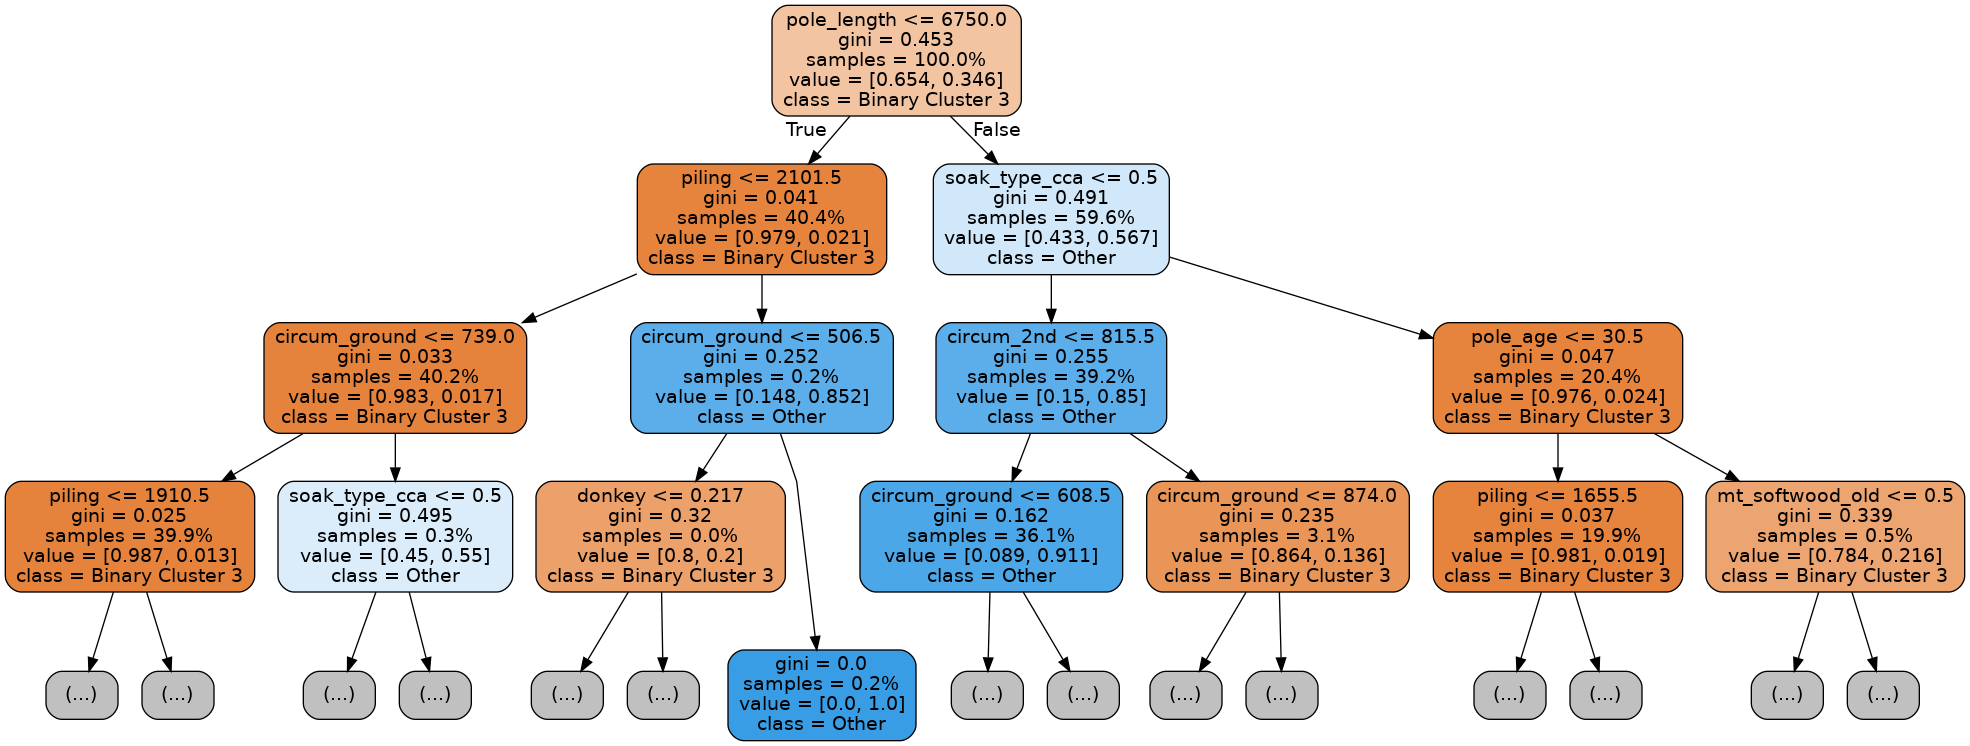 pole_length <= 6750.0
gini = 0.453
samples = 100.0%
value = [0.654, 0.346]
class = Binary Cluster 3
True
False
piling <= 2101.5
gini = 0.041
samples = 40.4%
value = [0.979, 0.021]
class = Binary Cluster 3
soak_type_cca <= 0.5
gini = 0.491
samples = 59.6%
value = [0.433, 0.567]
class = Other
circum_ground <= 739.0
gini = 0.033
samples = 40.2%
value = [0.983, 0.017]
class = Binary Cluster 3
circum_ground <= 506.5
gini = 0.252
samples = 0.2%
value = [0.148, 0.852]
class = Other
circum_2nd <= 815.5
gini = 0.255
samples = 39.2%
value = [0.15, 0.85]
class = Other
pole_age <= 30.5
gini = 0.047
samples = 20.4%
value = [0.976, 0.024]
class = Binary Cluster 3
piling <= 1910.5
gini = 0.025
samples = 39.9%
value = [0.987, 0.013]
class = Binary Cluster 3
soak_type_cca <= 0.5
gini = 0.495
samples = 0.3%
value = [0.45, 0.55]
class = Other
donkey <= 0.217
gini = 0.32
samples = 0.0%
value = [0.8, 0.2]
class = Binary Cluster 3
circum_ground <= 608.5
gini = 0.162
samples = 36.1%
value = [0.089, 0.911]
class = Other
circum_ground <= 874.0
gini = 0.235
samples = 3.1%
value = [0.864, 0.136]
class = Binary Cluster 3
piling <= 1655.5
gini = 0.037
samples = 19.9%
value = [0.981, 0.019]
class = Binary Cluster 3
mt_softwood_old <= 0.5
gini = 0.339
samples = 0.5%
value = [0.784, 0.216]
class = Binary Cluster 3
(...)
(...)
(...)
(...)
(...)
(...)
gini = 0.0
samples = 0.2%
value = [0.0, 1.0]
class = Other
(...)
(...)
(...)
(...)
(...)
(...)
(...)
(...)